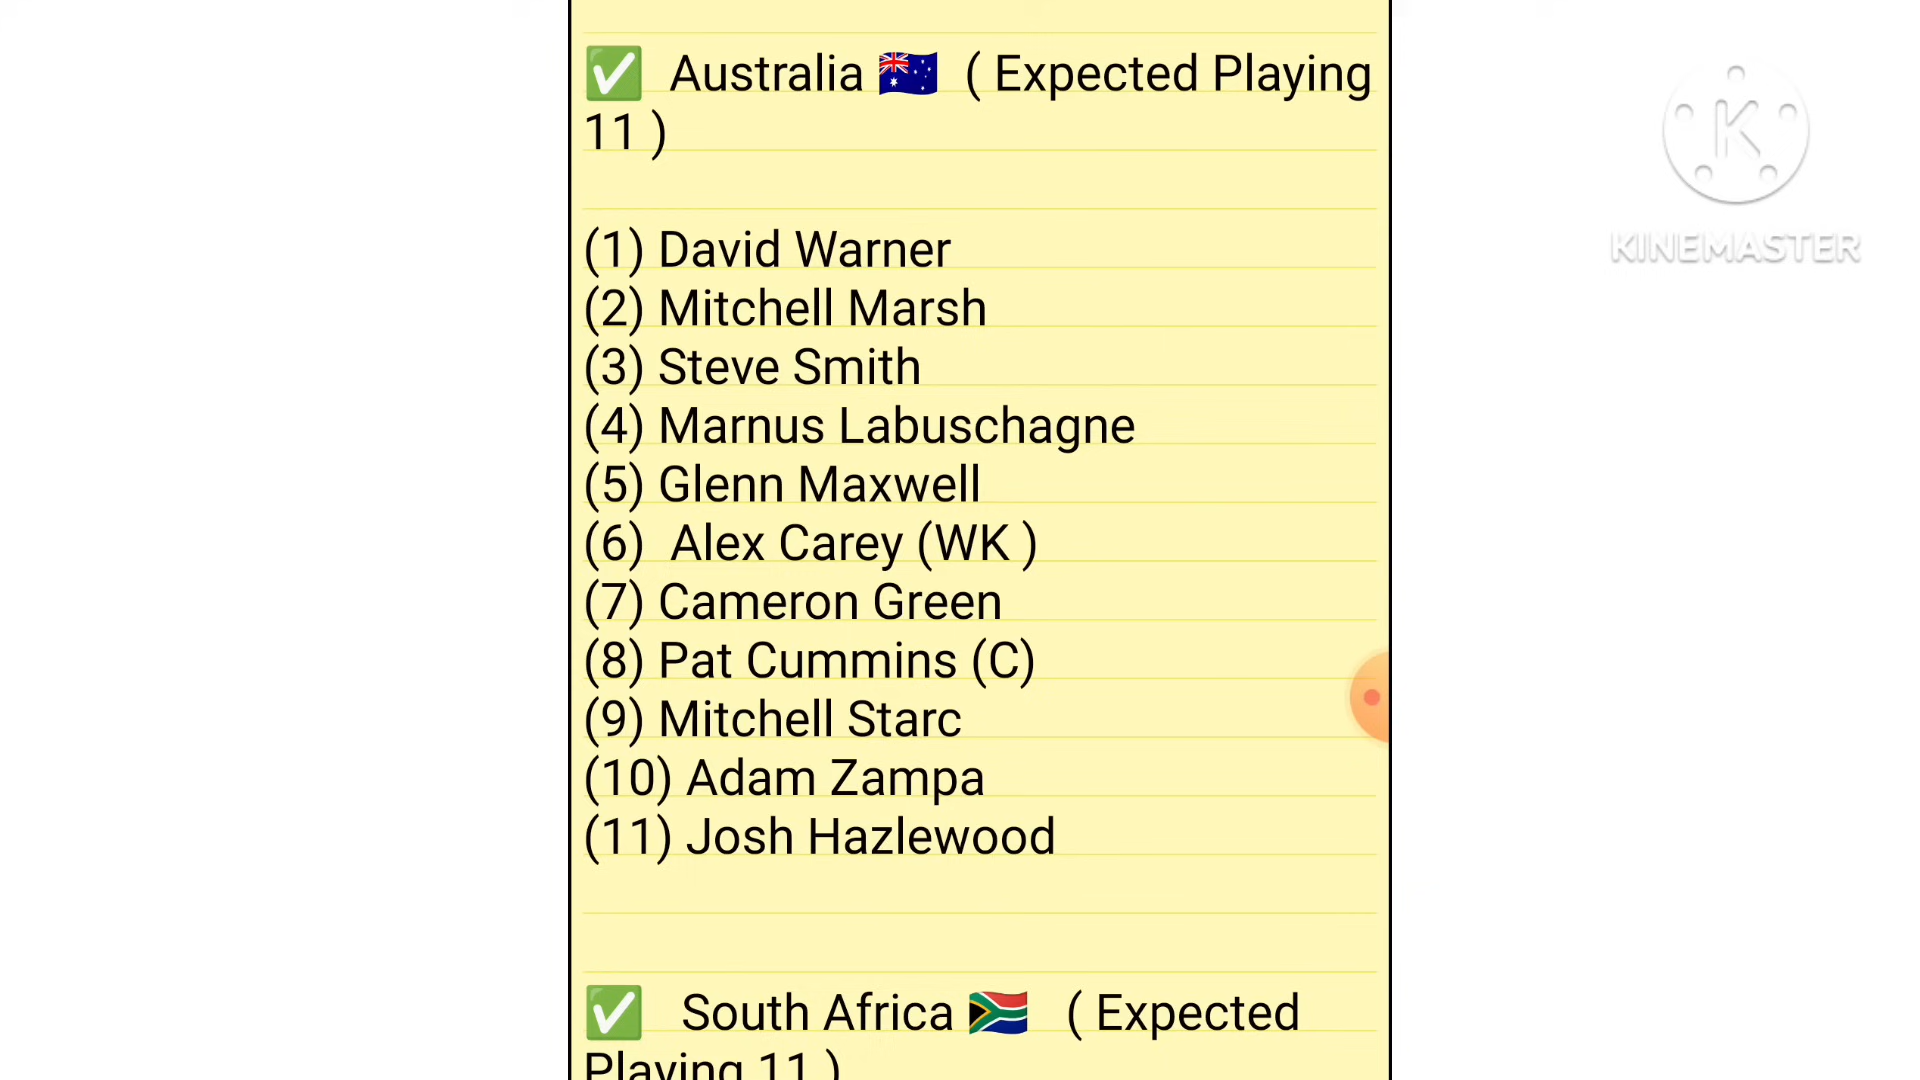 ✅ Australia 🇦🇺 ( Expected Playing
11 )
(1) David Warner
(2) Mitchell Marsh
(3) Steve Smith
(4) Marnus Labuschagne
(5) Glenn Maxwell
(6) Alex Carey (WK )
(7) Cameron Green
(8) Pat Cummins (C)
(9) Mitchell Starc
(10) Adam Zampa
(11) Josh Hazlewood
✅ South Africa 🇿🇦 ( Expected
Playing 11 )
K
KINEMASTER